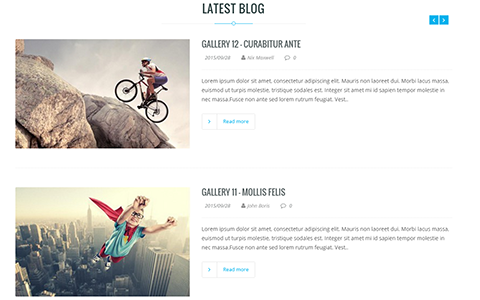 LATEST BLOG
GALLERY 12 - CURABITUR ANTE
2015/09/28 Alix Maxwell 0
Lorem ipsum dolor sit amet, consectetur adipiscing elit. Mauris non laoreet dui. Morbi lacus massa,
euismod ut turpis molestie, tristique sodales est. Integer sit amet mi id sapien tempor molestie in nec
massa.Fusce non ante sed lorem rutrum feugiat. Vest..
Read more
GALLERY 11 - MOLLIS FELIS
2015/09/28 John Doris 0
Lorem ipsum dolor sit amet, consectetur adipiscing elit. Mauris non laoreet dui. Morbi lacus massa,
euismod ut turpis molestie, tristique sodales est. Integer sit amet mi id sapien tempor molestie in nec
massa.Fusce non ante sed lorem rutrum feugiat. Vest..
Read more